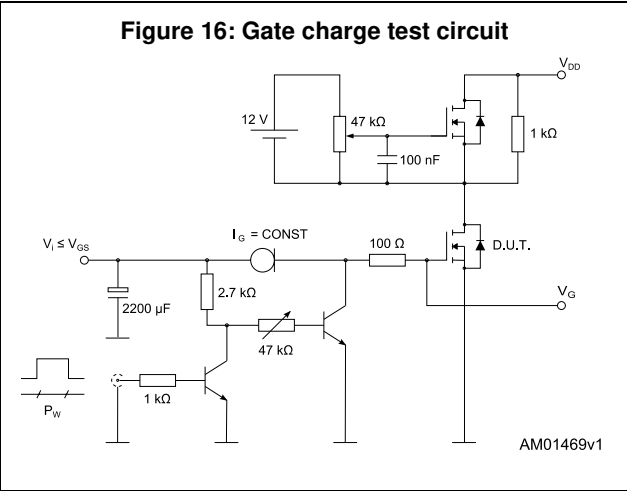 Figure 16: Gate charge test circuit
V_DD
12 V
47 kΩ
1 kΩ
100 nF
I_G = CONST
V_i ≤ V_GS
100 Ω
D.U.T.
2.7 kΩ
2200 µF
V_G
47 kΩ
1 kΩ
P_W
AM01469v1